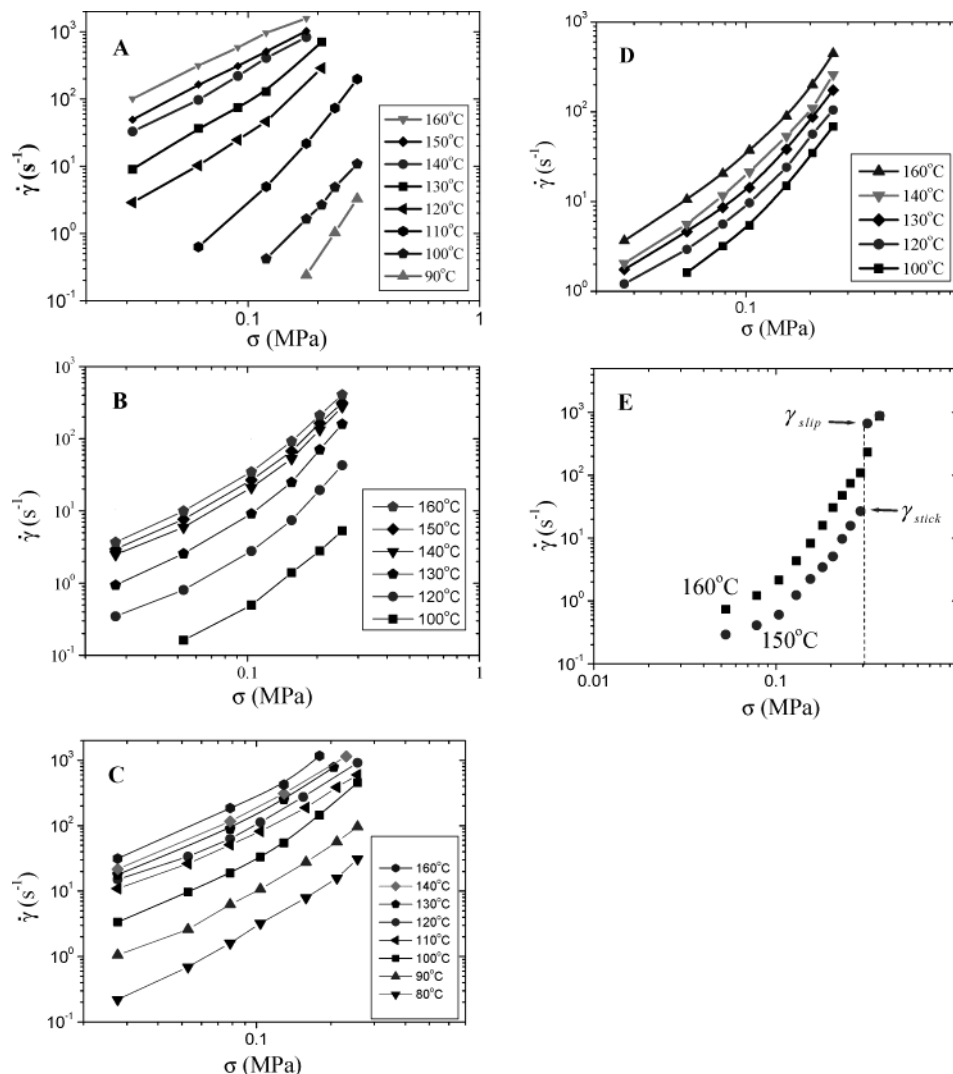 A
10³
10²
10¹
10⁰
10⁻¹
γ̇ (s⁻¹)
160°C
150°C
140°C
130°C
120°C
110°C
100°C
90°C
0.1
1
σ (MPa)
D
10³
10²
10¹
10⁰
γ̇ (s⁻¹)
160°C
140°C
130°C
120°C
100°C
0.1
σ (MPa)
B
10³
10²
10¹
10⁰
10⁻¹
γ̇ (s⁻¹)
160°C
150°C
140°C
130°C
120°C
100°C
0.1
1
σ (MPa)
E
10³
10²
10¹
10⁰
10⁻¹
γ̇ (s⁻¹)
γ slip
γ stick
160°C
150°C
0.01
0.1
σ (MPa)
C
10³
10²
10¹
10⁰
10⁻¹
γ̇ (s⁻¹)
160°C
140°C
130°C
120°C
110°C
100°C
90°C
80°C
0.1
σ (MPa)